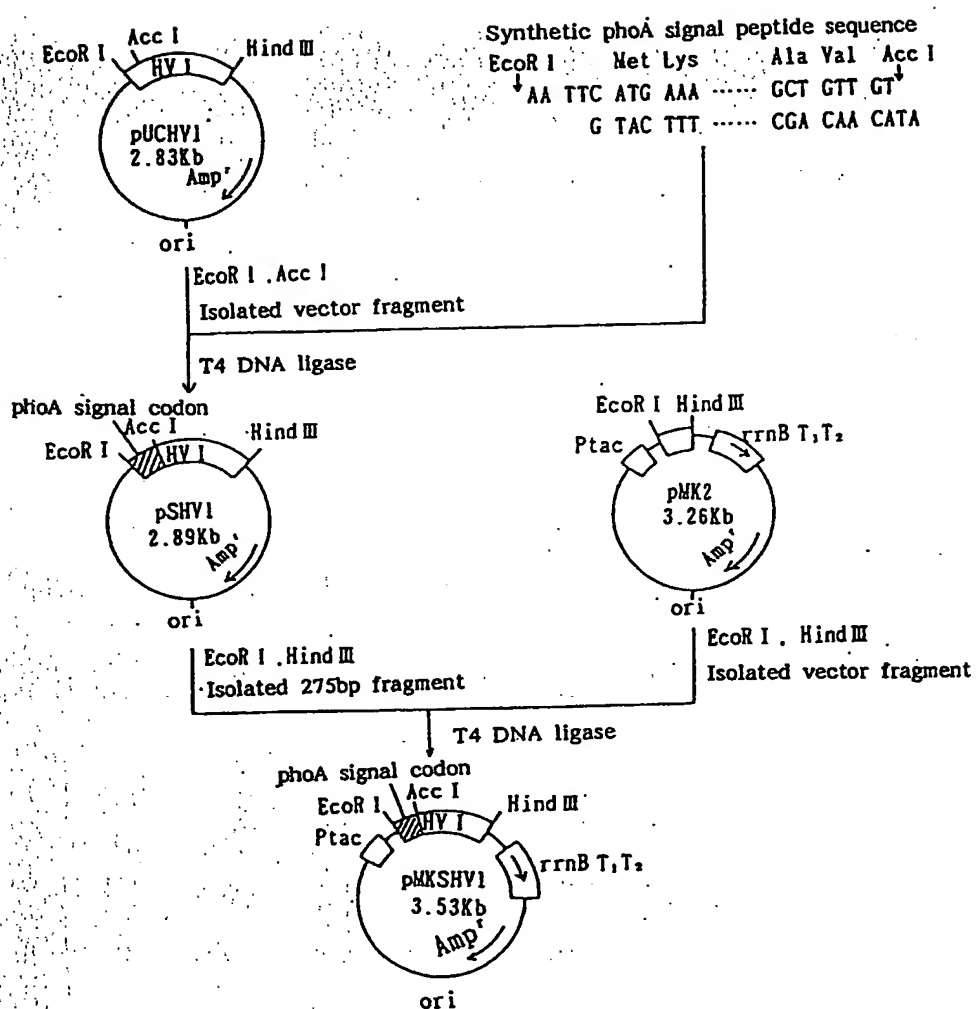 Synthetic phoA signal peptide sequence
EcoR I Met Lys Ala Val Acc I
AA TTC ATG AAA ...... GCT GTT GT
G TAC TTT ...... CGA CAA CATA
EcoR I Acc I Hind III
HV 1
pUCHV1
2.83Kb
Ampʳ
ori
EcoR I . Acc I
Isolated vector fragment
T4 DNA ligase
phoA signal codon
EcoR I Acc I Hind III
HV 1
pSHV1
2.89Kb
Ampʳ
ori
EcoR I Hind III
Ptac rrnB T₁T₂
pMK2
3.26Kb
Ampʳ
ori
EcoR I . Hind III
Isolated 275bp fragment
EcoR I . Hind III
Isolated vector fragment
T4 DNA ligase
phoA signal codon
EcoR I Acc I Hind III
Ptac HV 1 rrnB T₁T₂
pMKSHV1
3.53Kb
Ampʳ
ori